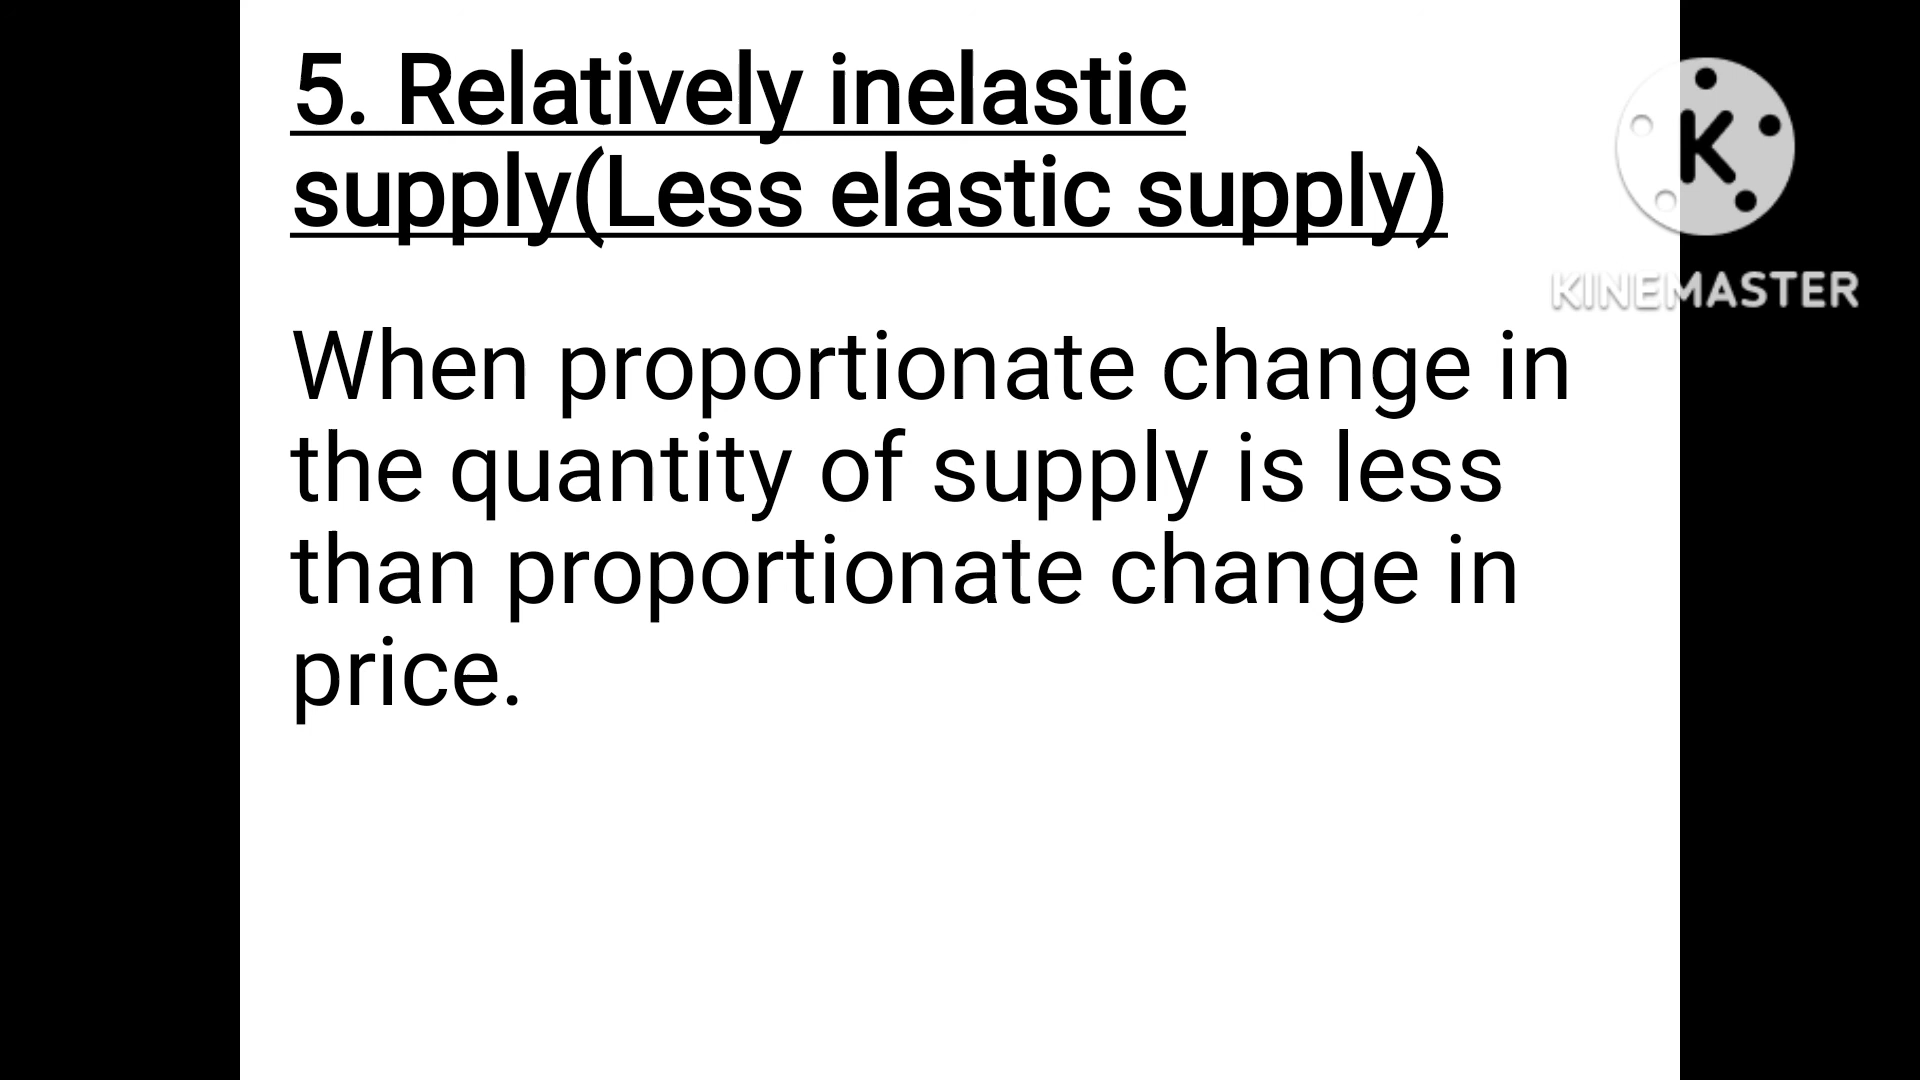 5. Relatively inelastic
supply(Less elastic supply)
K
KINEMASTER
When proportionate change in
the quantity of supply is less
than proportionate change in
price.